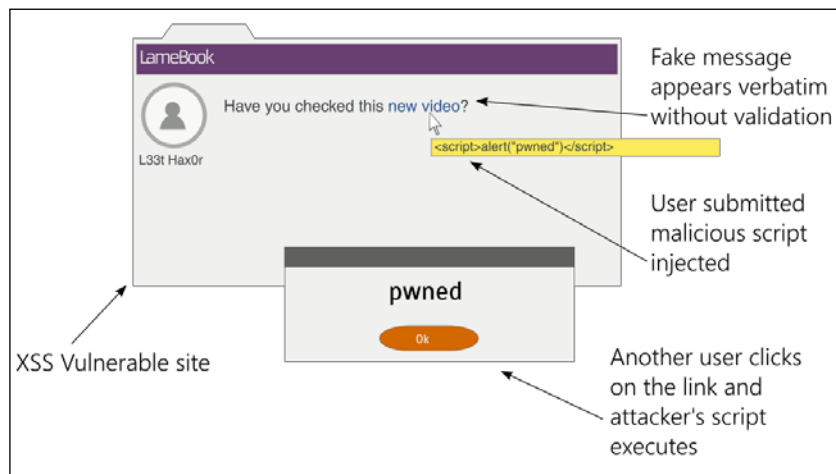 LameBook
Have you checked this new video?
L33t Hax0r
<script>alert("pwned")</script>
Fake message
appears verbatim
without validation
User submitted
malicious script
injected
pwned
Ok
XSS Vulnerable site
Another user clicks
on the link and
attacker's script
executes